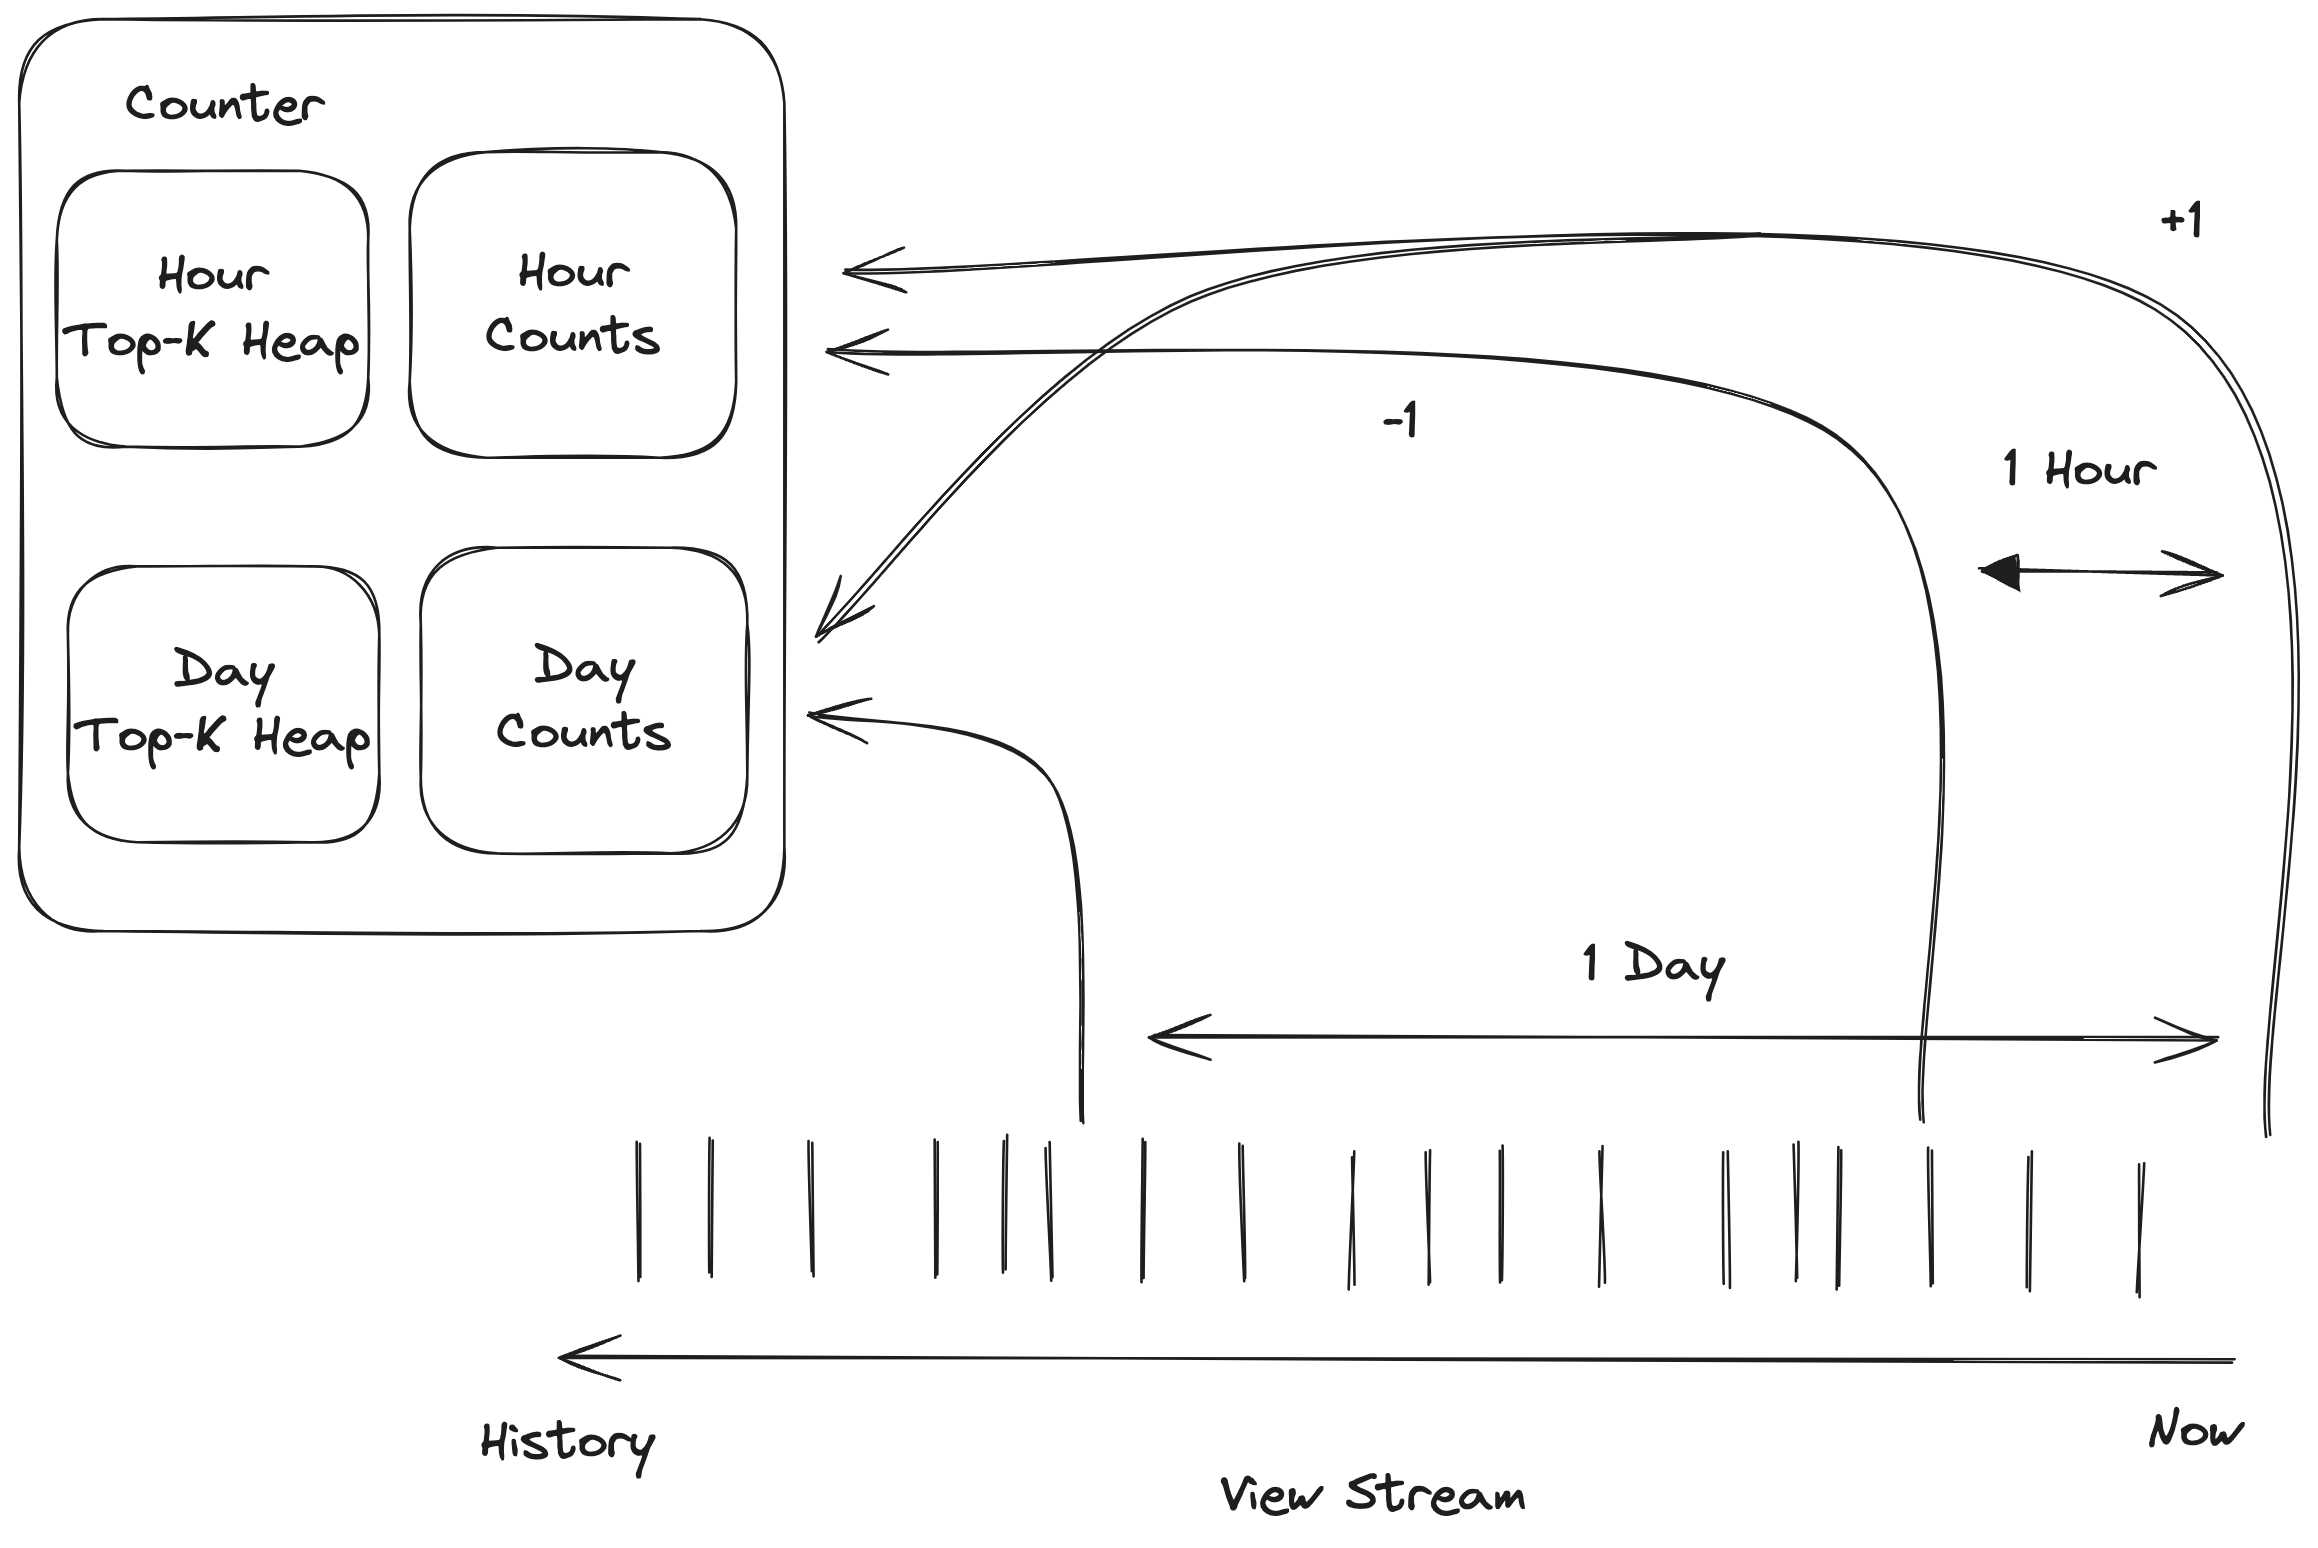 Counter
Hour
Top-K Heap
Hour
Counts
Day
Top-K Heap
Day
Counts
+1
-1
1 Hour
1 Day
History
Now
View Stream